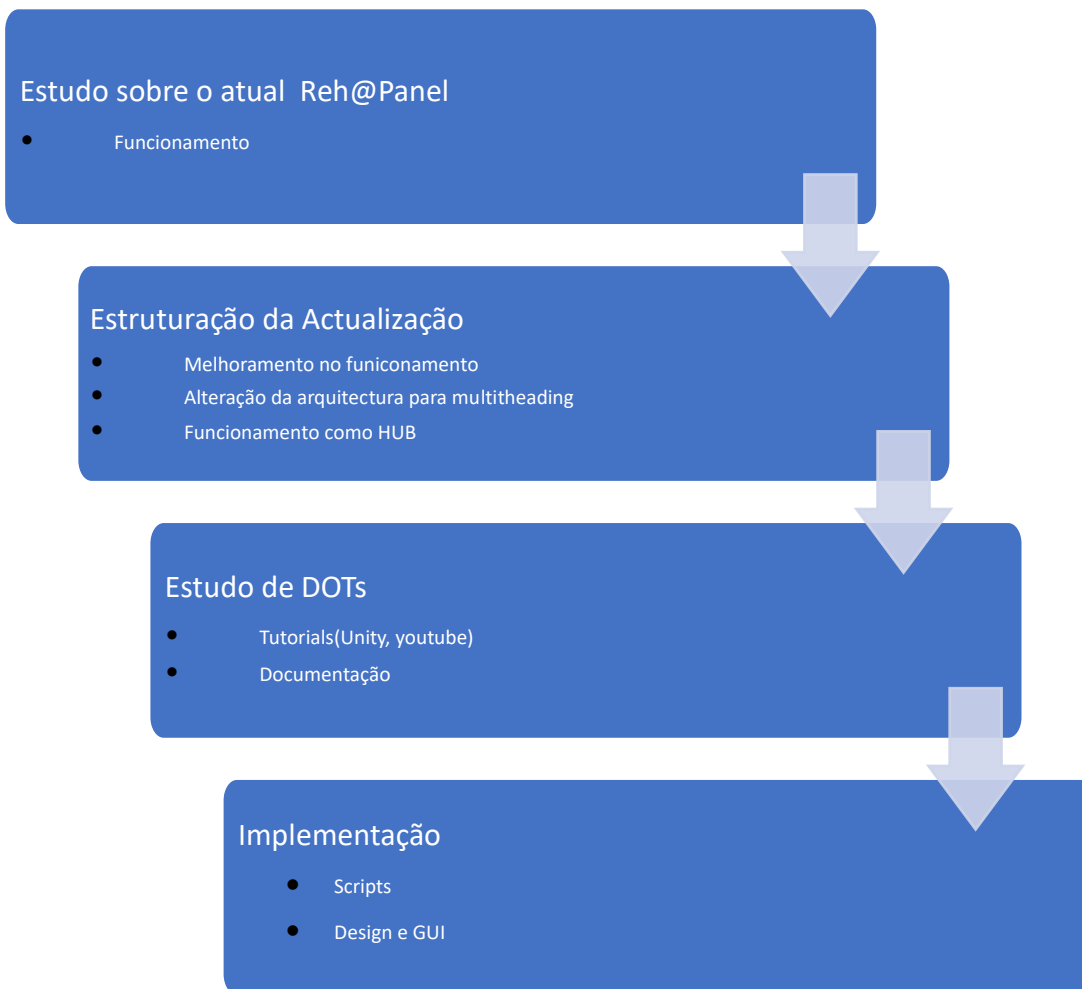 Estudo sobre o atual  Reh@Panel
• Funcionamento
Estruturação da Actualização
• Melhoramento no funiconamento
• Alteração da arquitectura para multitheading
• Funcionamento como HUB
Estudo de DOTs
• Tutorials(Unity, youtube)
• Documentação
Implementação
• Scripts
• Design e GUI